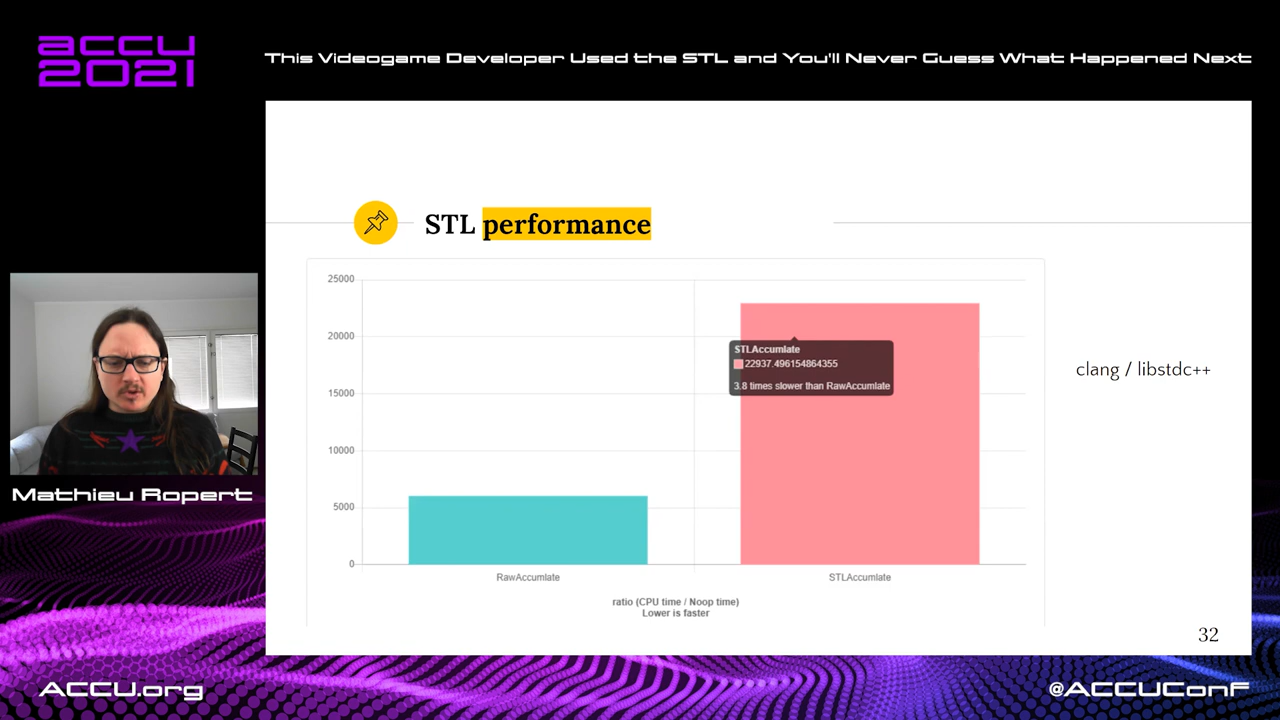 accu
2021
This Videogame Developer Used the STL and You'll Never Guess What Happened Next
STL performance
25000
20000
15000
10000
5000
0
STLAccumlate
22937.496154864355
3.8 times slower than RawAccumlate
RawAccumlate
STLAccumlate
ratio (CPU time / Noop time)
Lower is faster
clang / libstdc++
32
Mathieu Ropert
ACCU.org
@ACCUConf